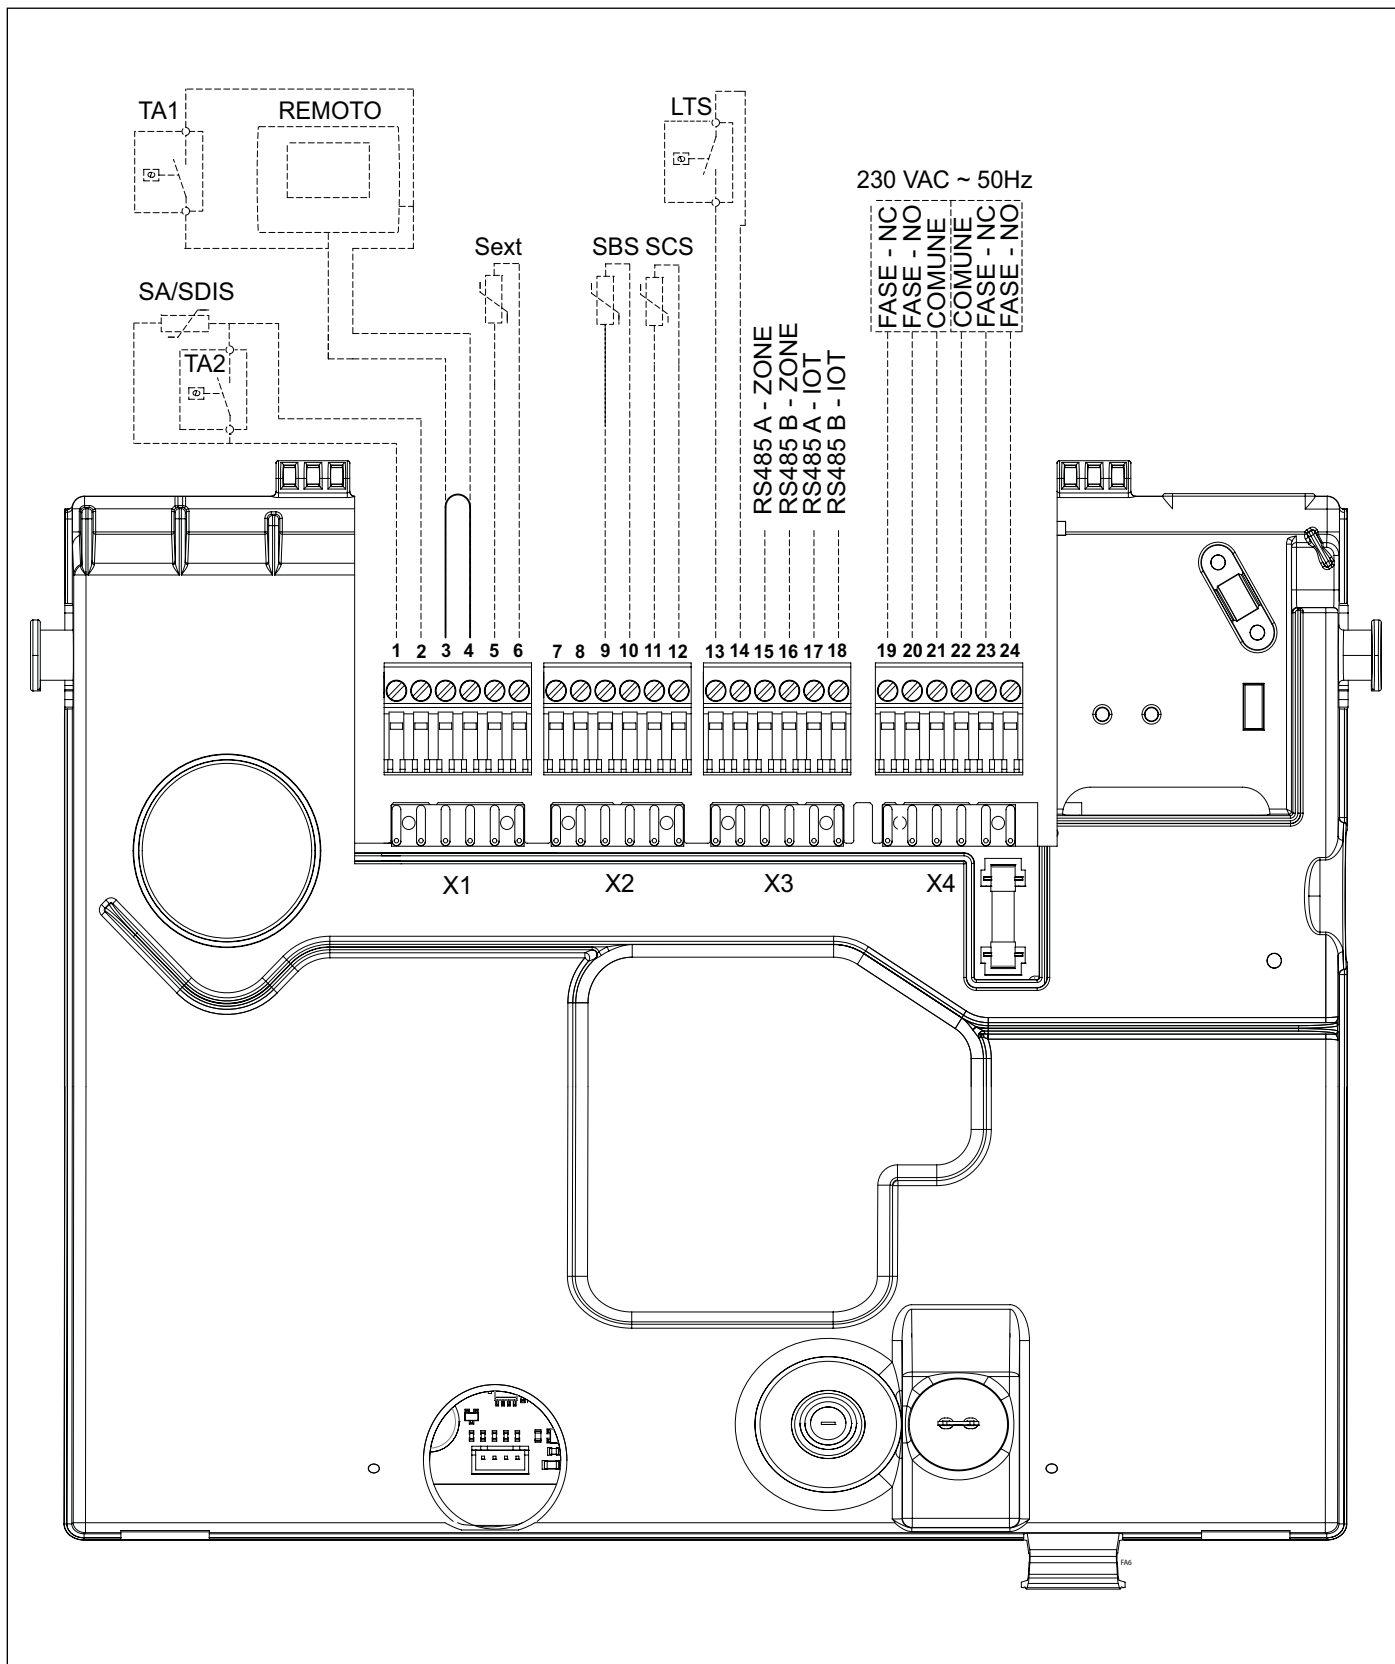 TA1
REMOTO
LTS
230 VAC ~ 50Hz
FASE - NC
FASE - NO
COMUNE
COMUNE
FASE - NC
FASE - NO
Sext
SBS SCS
SA/SDIS
TA2
RS485 A - ZONE
RS485 B - ZONE
RS485 A - IOT
RS485 B - IOT
1 2 3 4 5 6 7 8 9 10 11 12 13 14 15 16 17 18 19 20 21 22 23 24
X1 X2 X3 X4
FA6